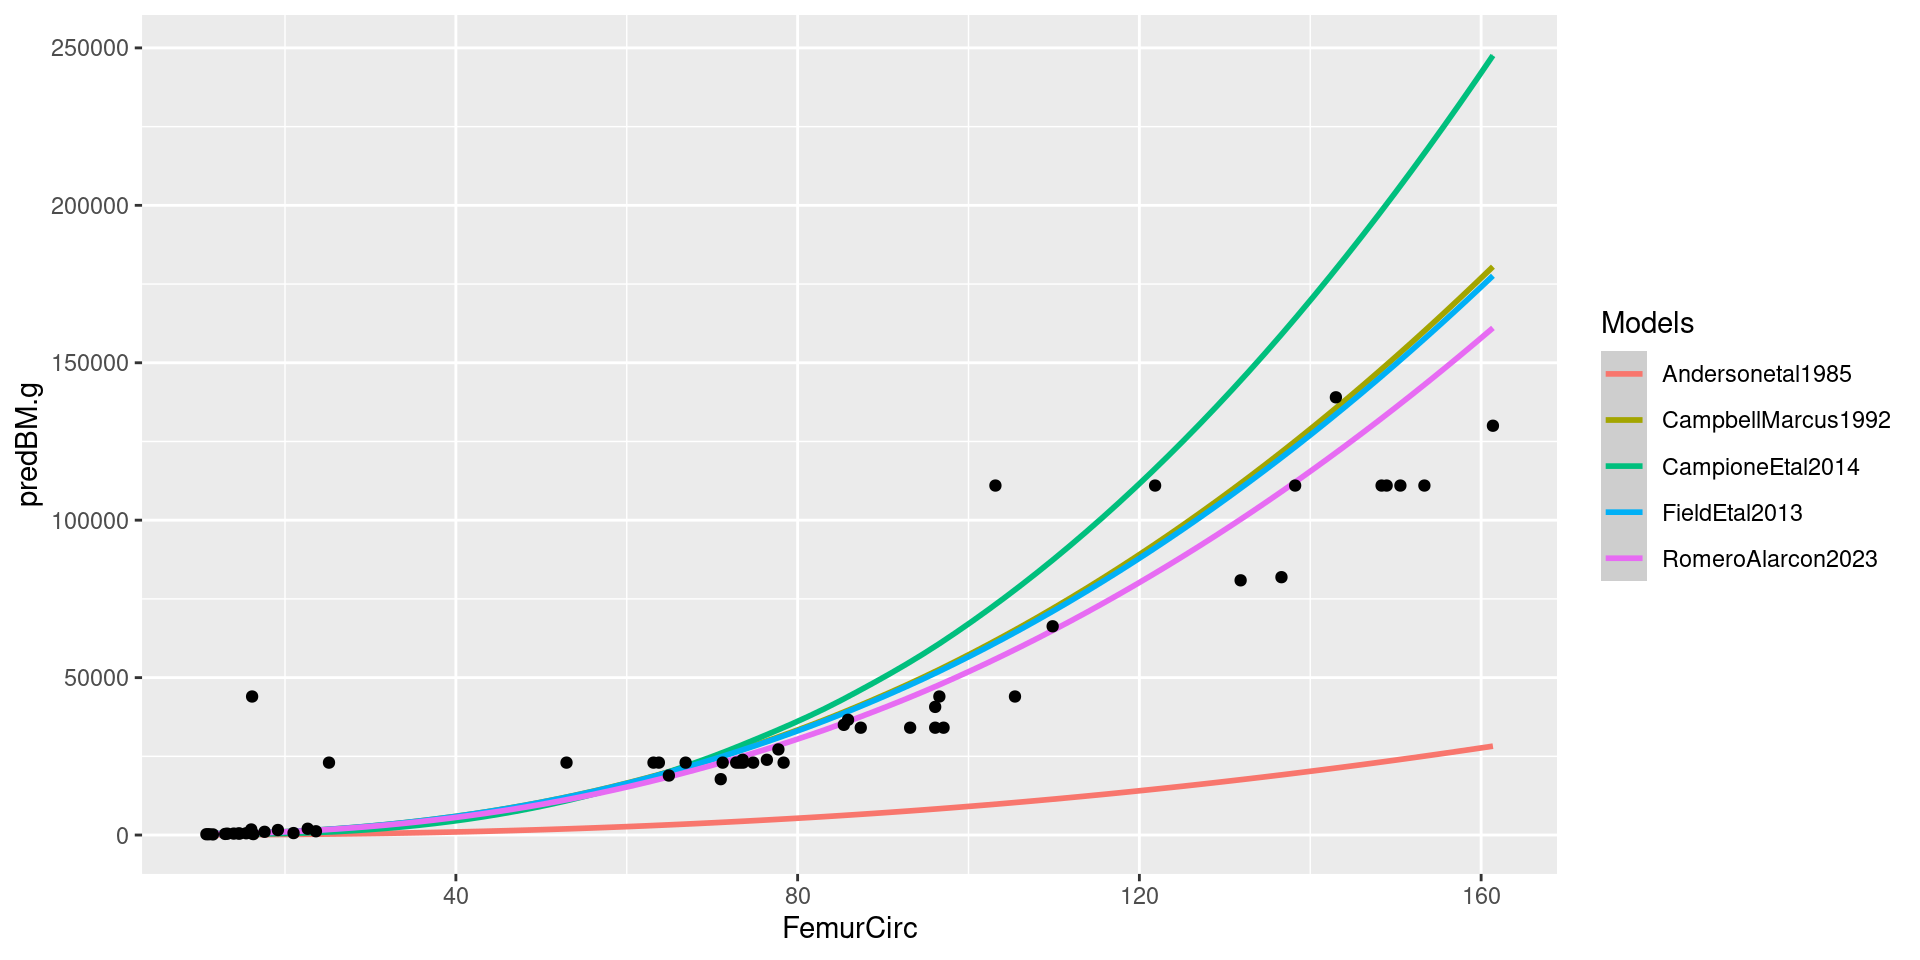 250000
200000
150000
100000
50000
0
predBM.g
40
80
120
160
FemurCirc
Models
Andersonetal1985
CampbellMarcus1992
CampioneEtal2014
FieldEtal2013
RomeroAlarcon2023